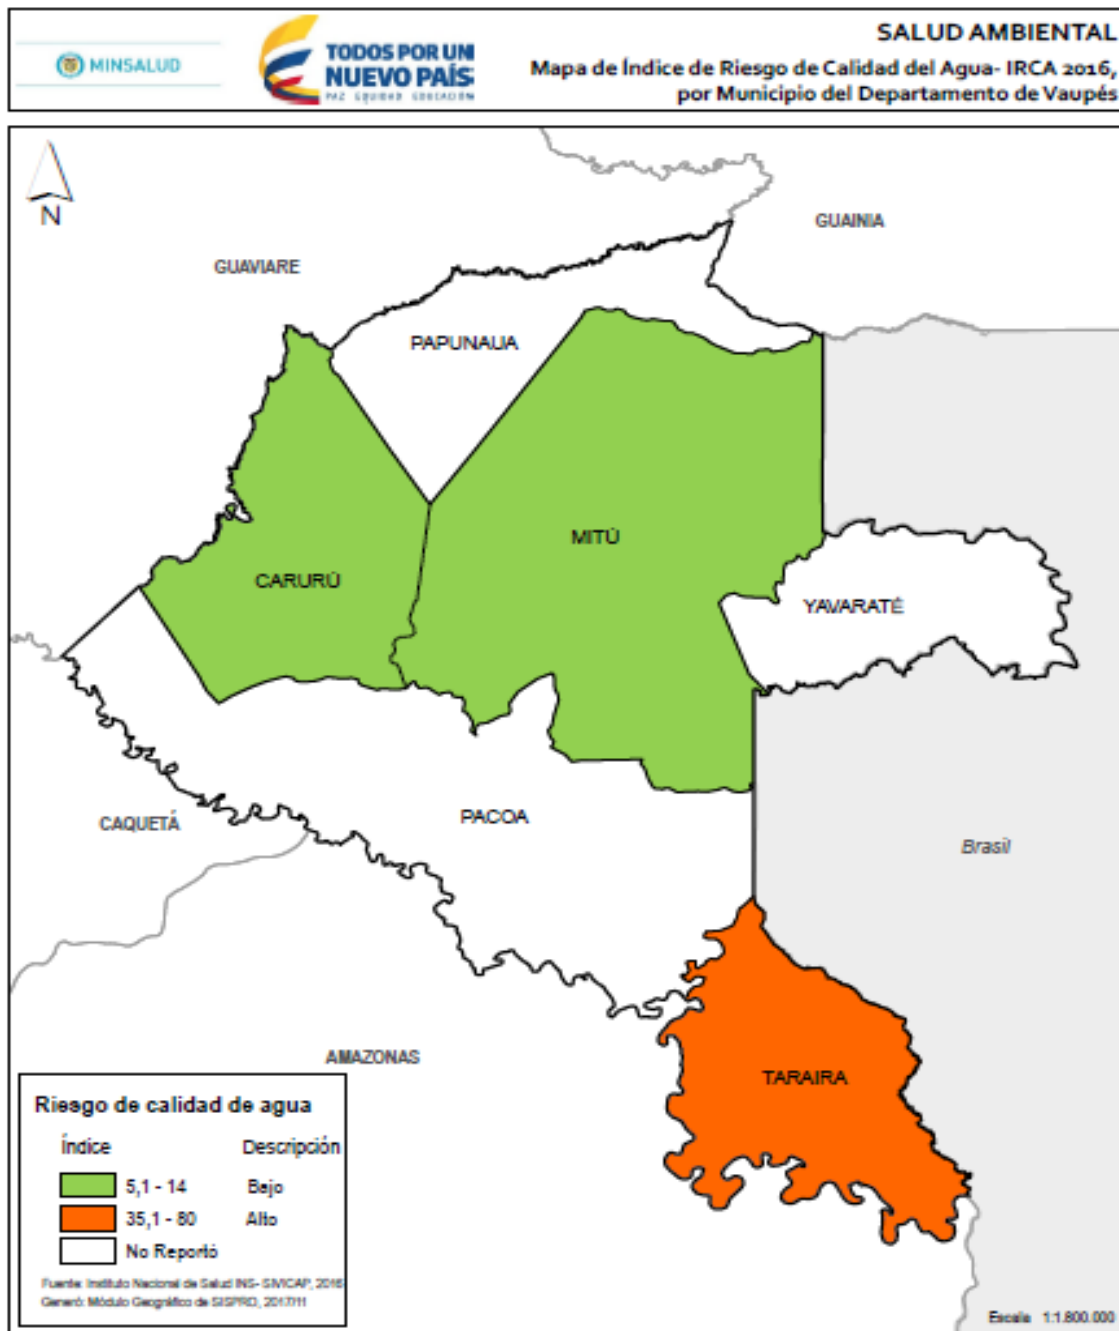 MINSALUD
TODOS POR UN
NUEVO PAÍS
PAZ EQUIDAD EDUCACIÓN
SALUD AMBIENTAL
Mapa de Índice de Riesgo de Calidad del Agua- IRCA 2016,
por Municipio del Departamento de Vaupés
N
GUAINIA
GUAVIARE
PAPUNAUA
MITÚ
CARURÚ
YAVARATÉ
PACOA
CAQUETÁ
Brasil
AMAZONAS
TARAIRA
Riesgo de calidad de agua
Índice Descripción
5,1 - 14 Bajo
35,1 - 80 Alto
No Reportó
Fuente: Instituto Nacional de Salud INS- SIVICAP, 2016
Generó: Módulo Geográfico de SISPRO, 2017/11
Escala 1:1.800.000